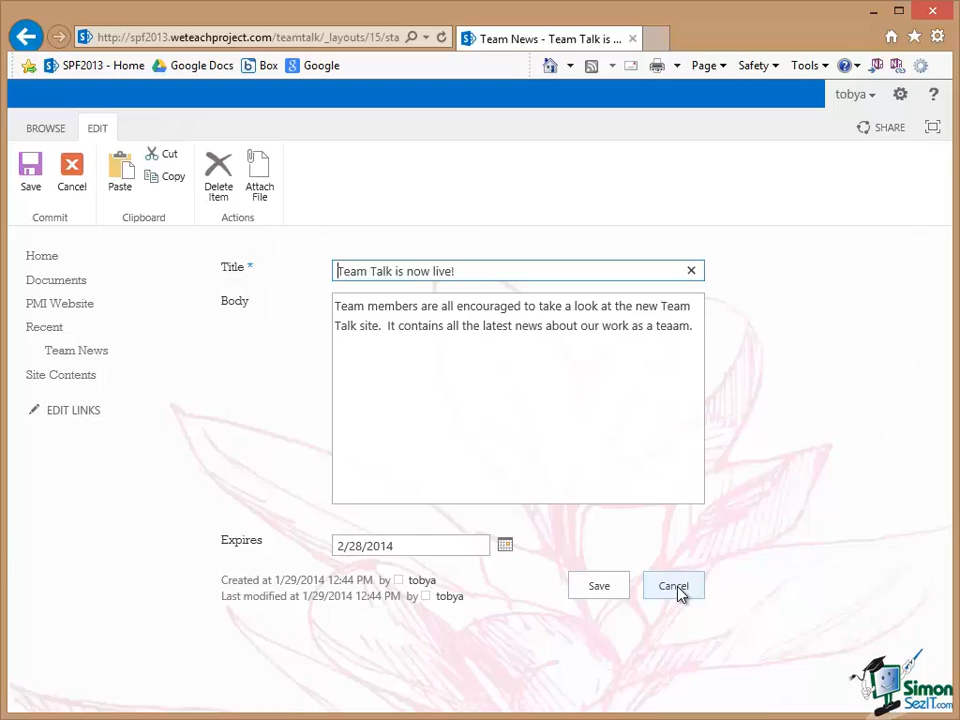 http://spf2013.weteachproject.com/teamtalk/_layouts/15/sta
Team News - Team Talk is ...
SPF2013 - Home
Google Docs
Box
Google
Page
Safety
Tools
tobya
BROWSE
EDIT
SHARE
Save
Cancel
Paste
Cut
Copy
Delete
Item
Attach
File
Commit
Clipboard
Actions
Home
Documents
PMI Website
Recent
Team News
Site Contents
EDIT LINKS
Title *
Team Talk is now live!
Body
Team members are all encouraged to take a look at the new Team
Talk site. It contains all the latest news about our work as a teaam.
Expires
2/28/2014
Created at 1/29/2014 12:44 PM by tobya
Last modified at 1/29/2014 12:44 PM by tobya
Save
Cancel
Simon
SezIT.com